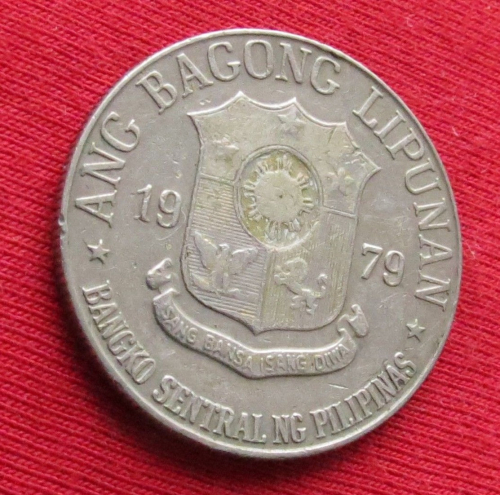 ANG BAGONG LIPUNAN
19 79
ISANG BANSA ISANG DIWA
BANGKO SENTRAL NG PILIPINAS